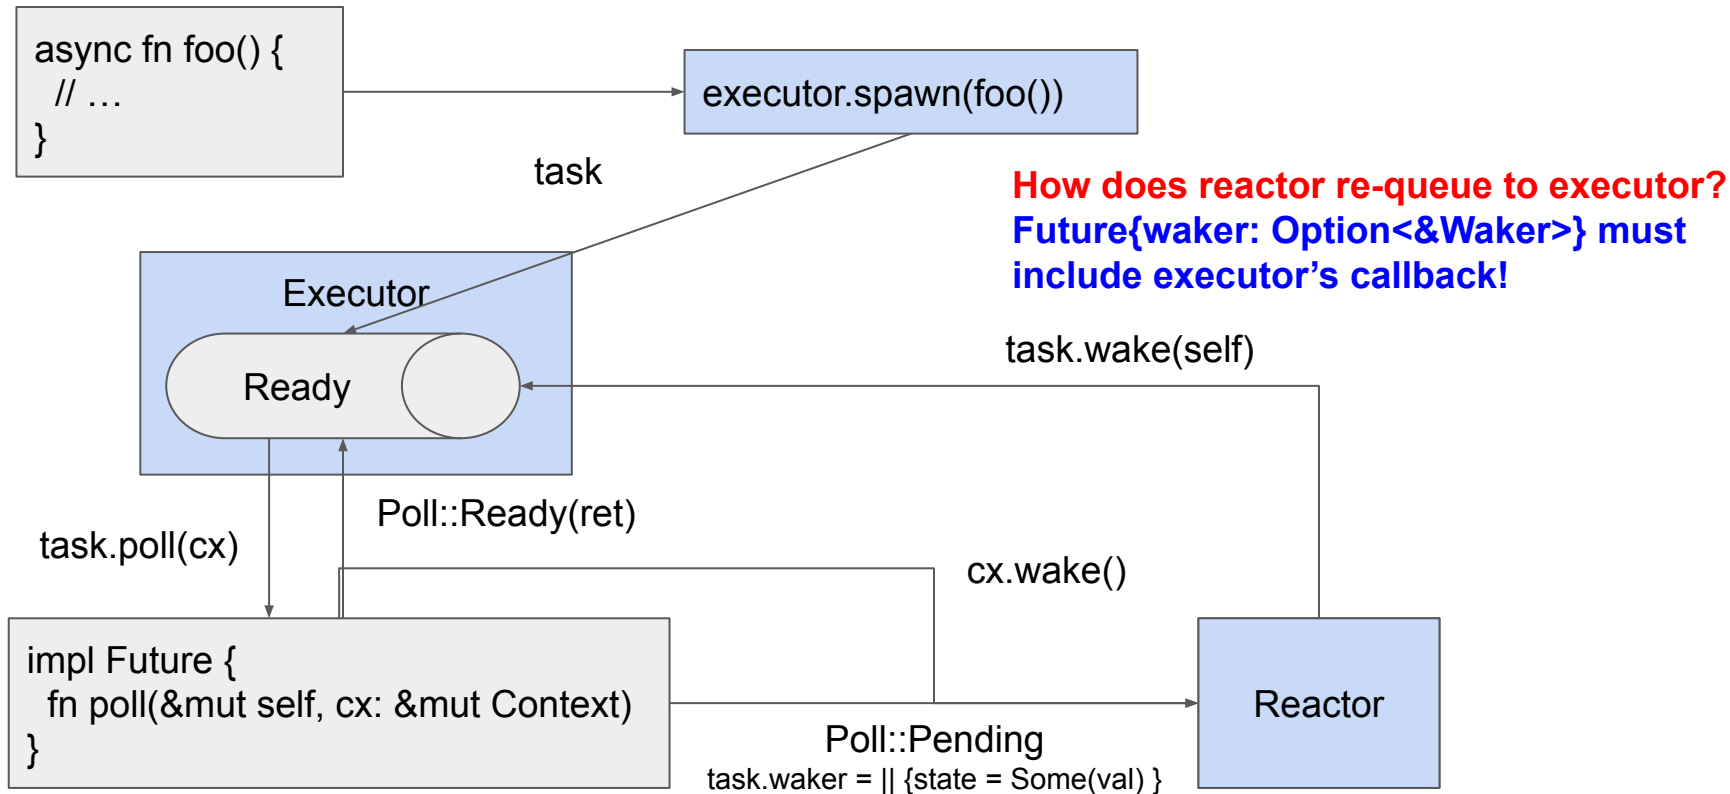 async fn foo() {
// …
}
executor.spawn(foo())
task
How does reactor re-queue to executor?
Future{waker: Option<&Waker>} must
include executor’s callback!
Executor
Ready
task.wake(self)
Poll::Ready(ret)
task.poll(cx)
cx.wake()
impl Future {
fn poll(&mut self, cx: &mut Context)
}
Reactor
Poll::Pending
task.waker = || {state = Some(val) }